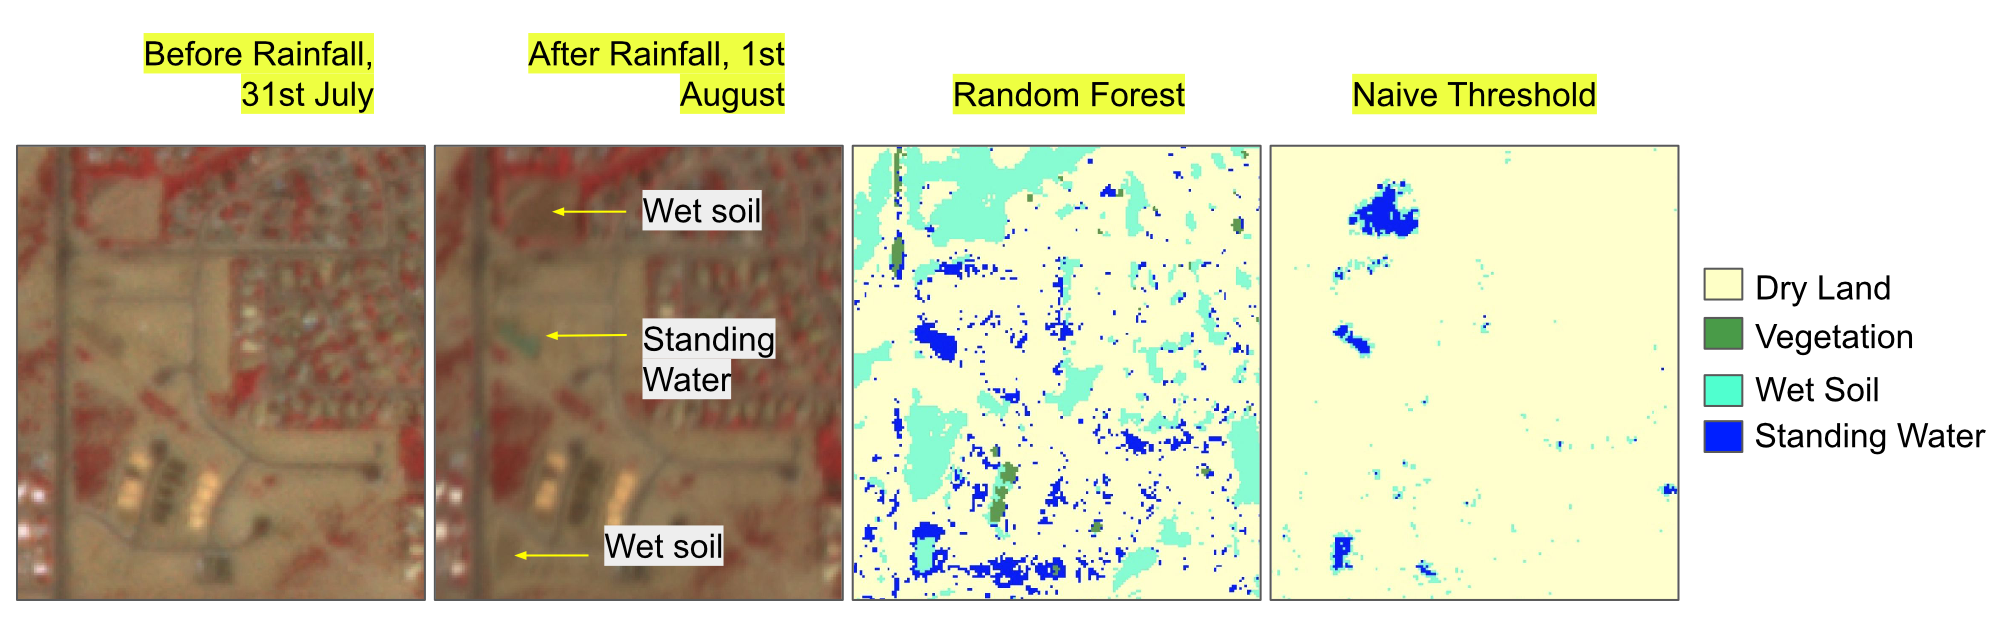 Before Rainfall,
31st July
After Rainfall, 1st
August
Random Forest
Naive Threshold
Wet soil
Standing
Water
Wet soil
Dry Land
Vegetation
Wet Soil
Standing Water